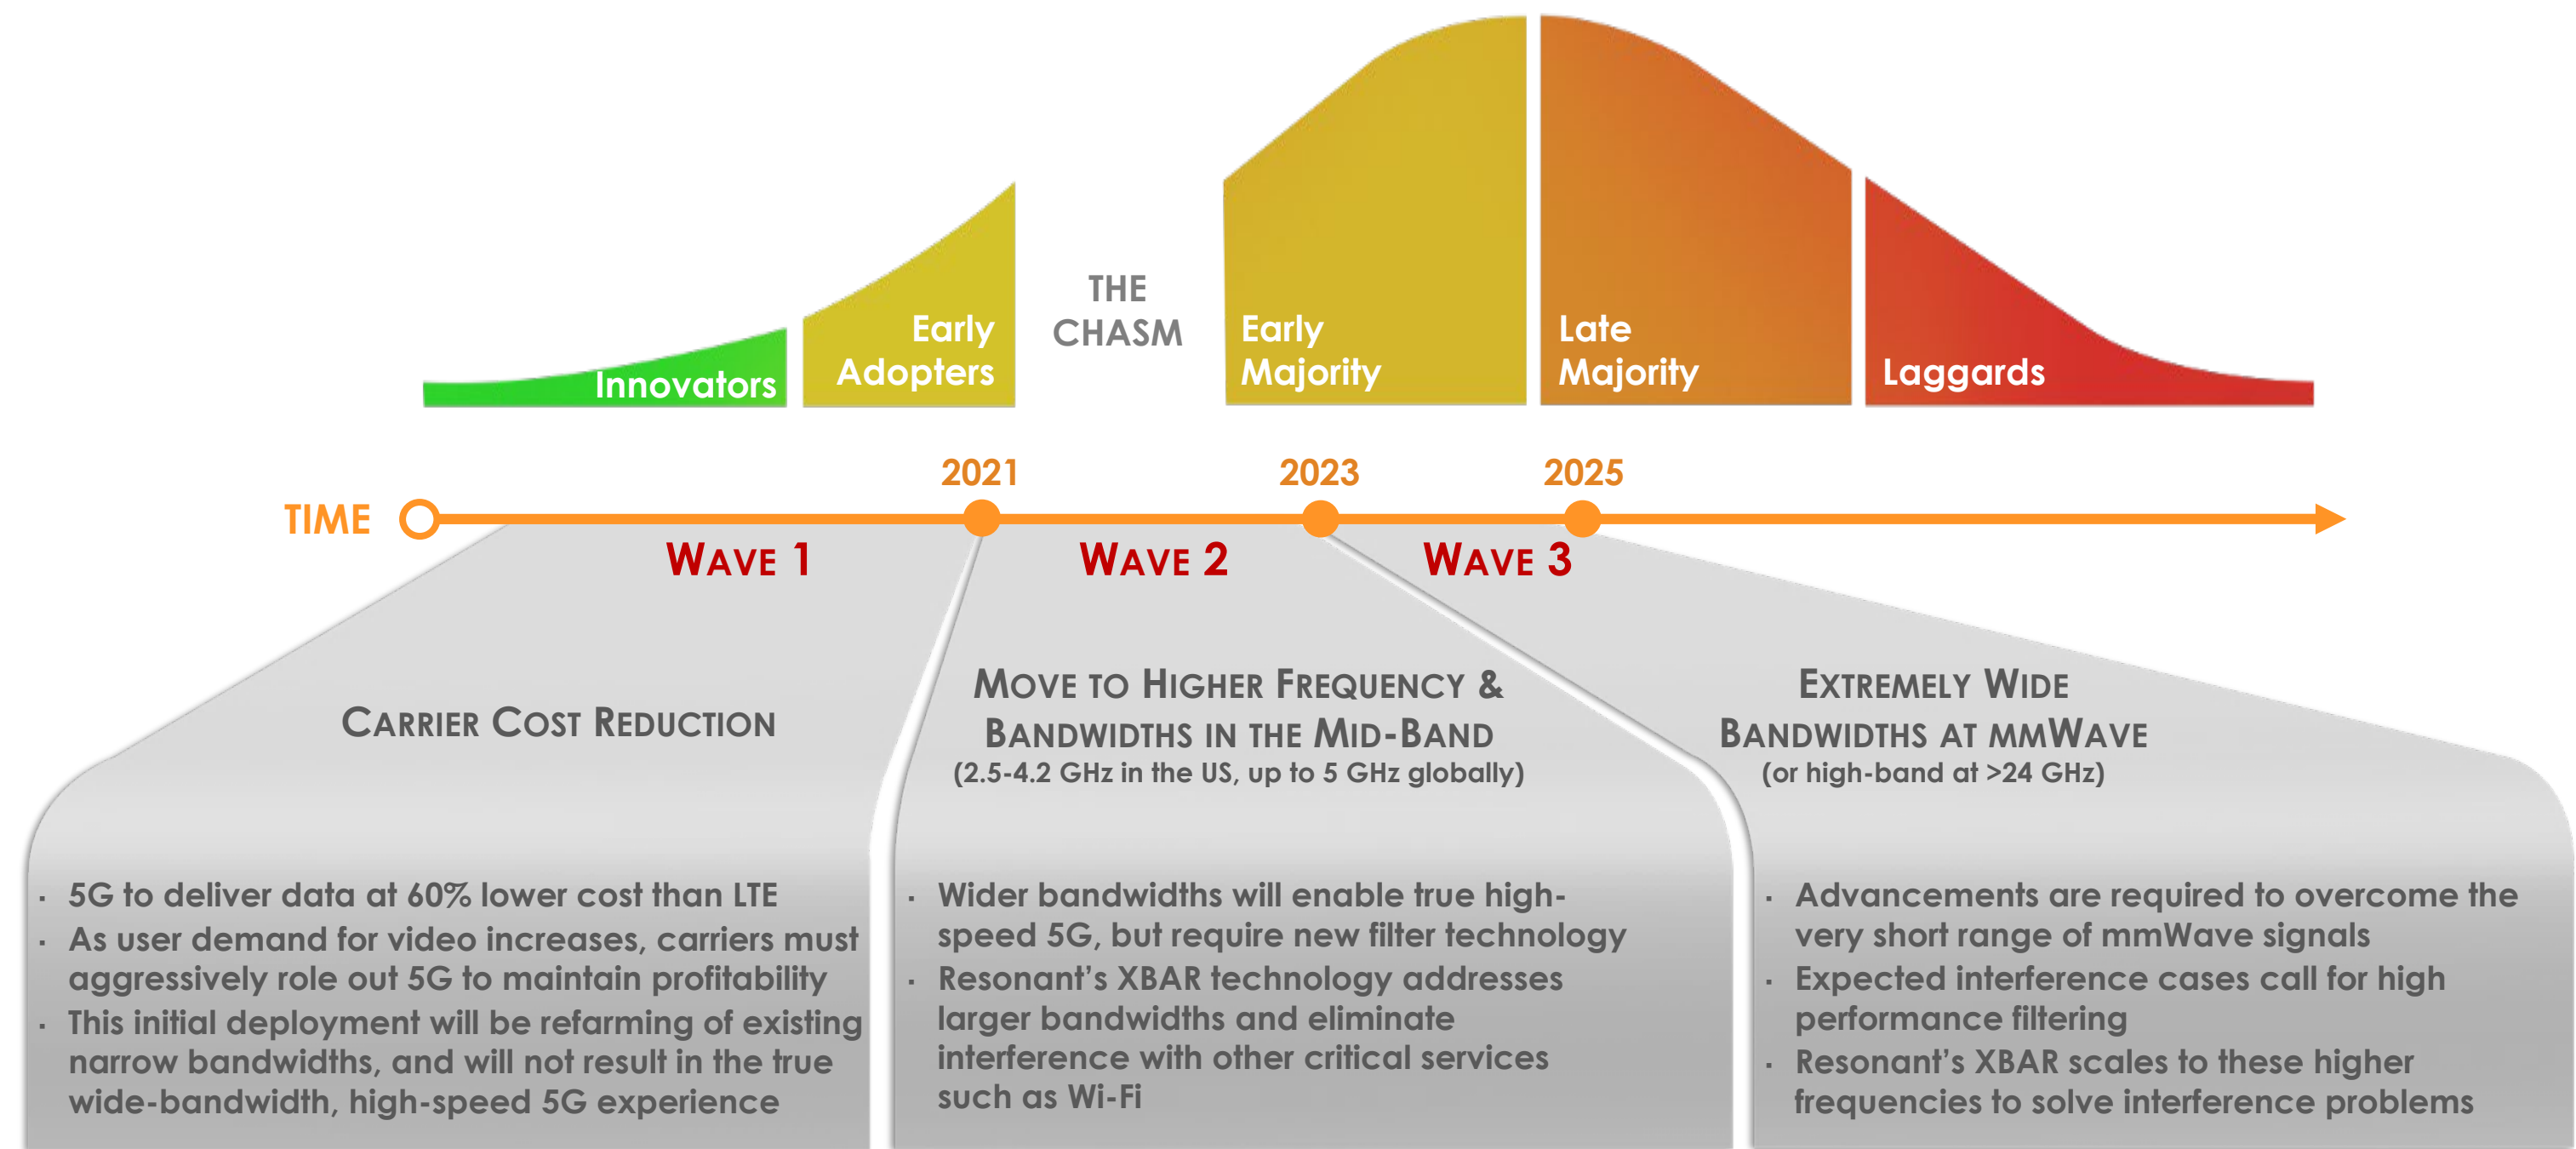 Innovators
Early
Adopters
THE
CHASM
Early
Majority
Late
Majority
Laggards
2021
2023
2025
TIME
WAVE 1
WAVE 2
WAVE 3
CARRIER COST REDUCTION
· 5G to deliver data at 60% lower cost than LTE
· As user demand for video increases, carriers must
aggressively role out 5G to maintain profitability
· This initial deployment will be refarming of existing
narrow bandwidths, and will not result in the true
wide-bandwidth, high-speed 5G experience
MOVE TO HIGHER FREQUENCY &
BANDWIDTHS IN THE MID-BAND
(2.5-4.2 GHz in the US, up to 5 GHz globally)
· Wider bandwidths will enable true high-
speed 5G, but require new filter technology
· Resonant's XBAR technology addresses
larger bandwidths and eliminate
interference with other critical services
such as Wi-Fi
EXTREMELY WIDE
BANDWIDTHS AT MMWAVE
(or high-band at >24 GHz)
· Advancements are required to overcome the
very short range of mmWave signals
· Expected interference cases call for high
performance filtering
· Resonant's XBAR scales to these higher
frequencies to solve interference problems